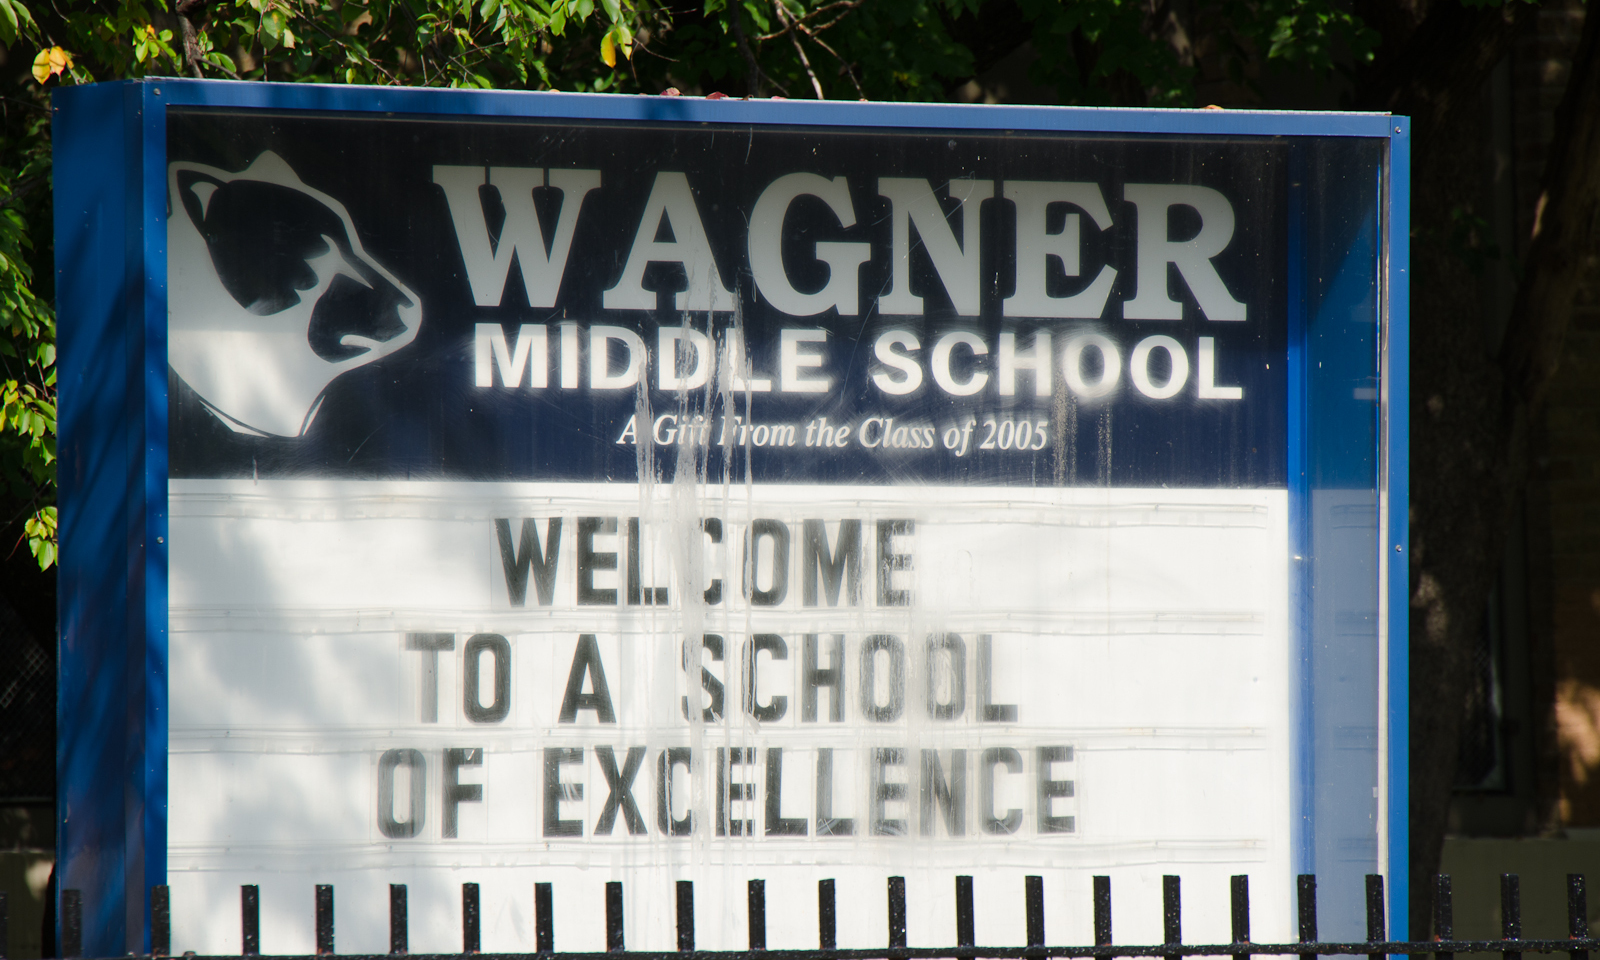 WAGNER
MIDDLE SCHOOL
A Gift From the Class of 2005
WELCOME
TO A SCHOOL
OF EXCELLENCE